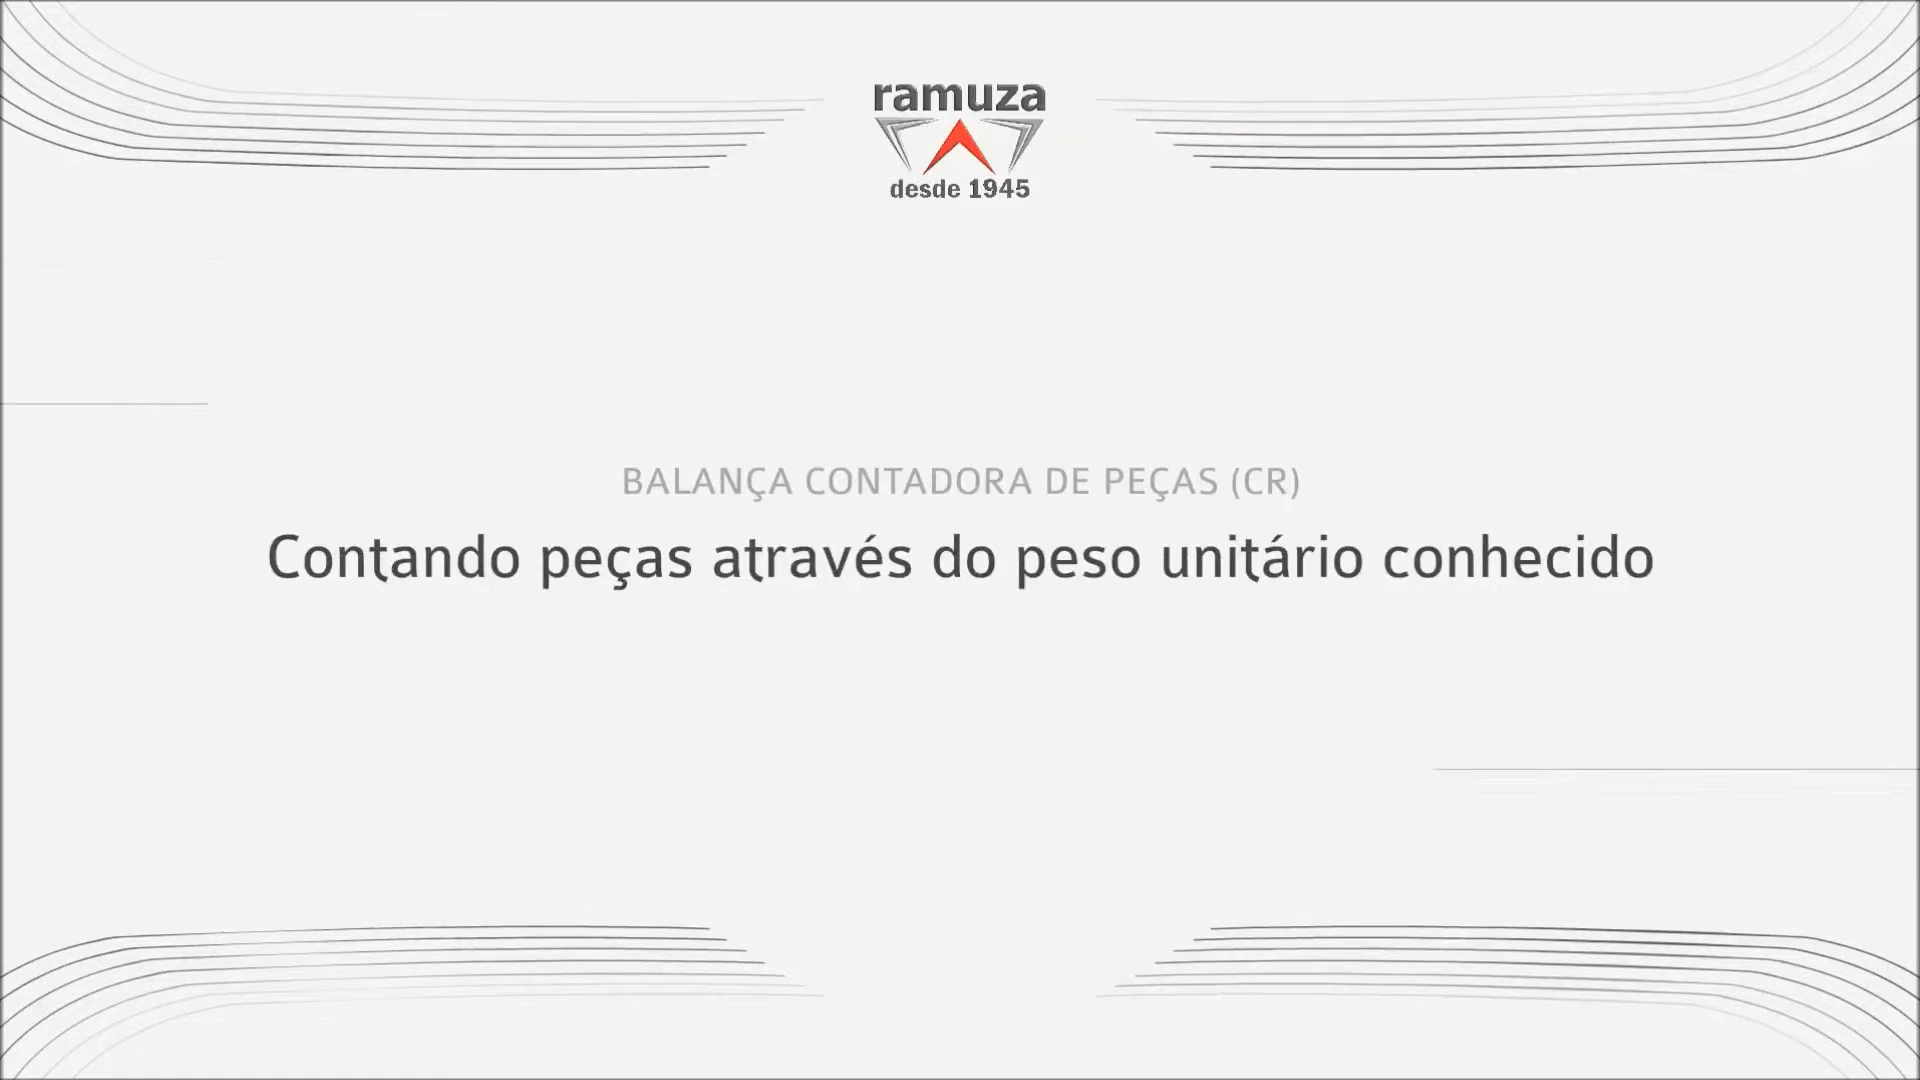 ramuza
desde 1945
BALANÇA CONTADORA DE PEÇAS (CR)
Contando peças através do peso unitário conhecido